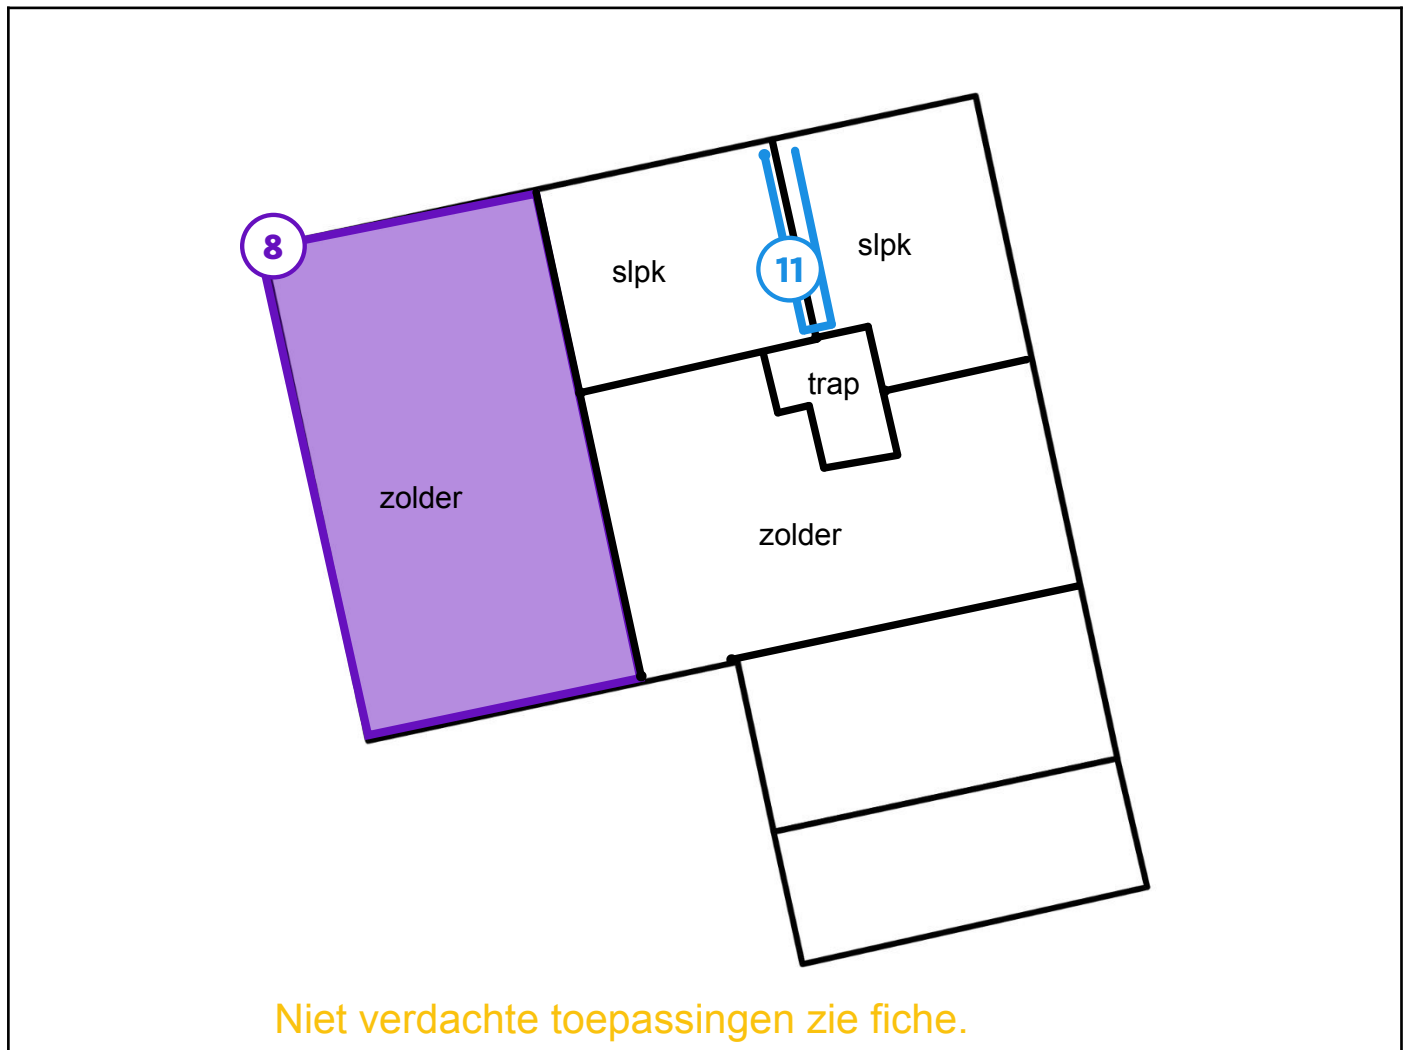 8
slpk
11
slpk
trap
zolder
zolder
Niet verdachte toepassingen zie fiche.